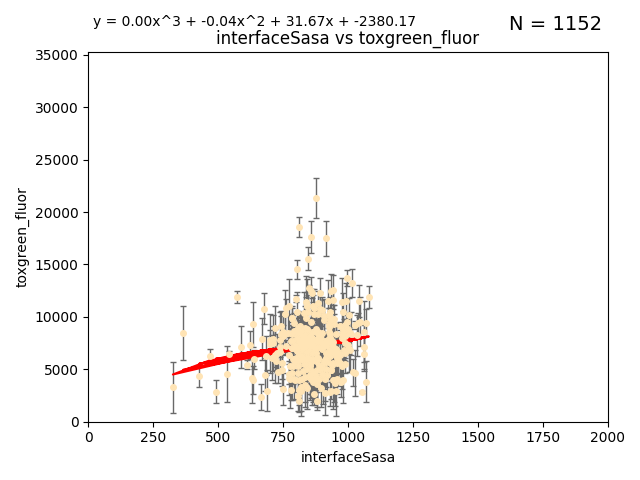 y = 0.00x^3 + -0.04x^2 + 31.67x + -2380.17
N = 1152
interfaceSasa vs toxgreen_fluor
35000
30000
25000
20000
15000
10000
5000
0
toxgreen_fluor
0 250 500 750 1000 1250 1500 1750 2000
interfaceSasa